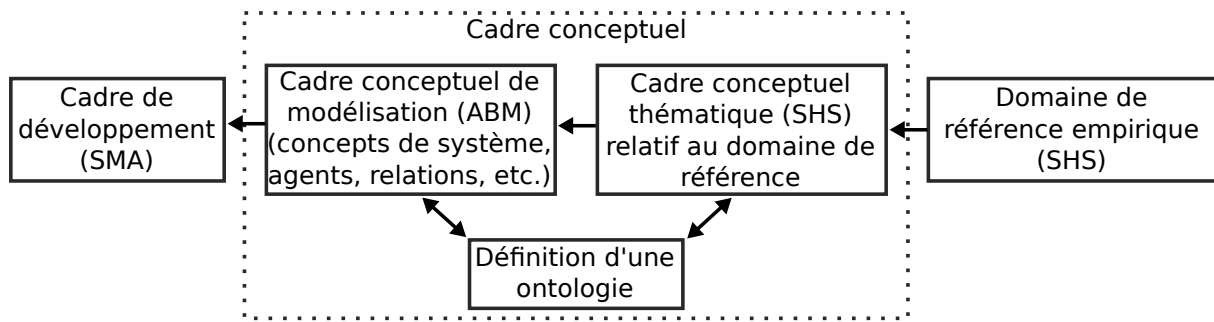 Cadre conceptuel
Cadre de
développement
(SMA)
Cadre conceptuel de
modélisation (ABM)
(concepts de système,
agents, relations, etc.)
Cadre conceptuel
thématique (SHS)
relatif au domaine de
référence
Domaine de
référence empirique
(SHS)
Définition d'une
ontologie